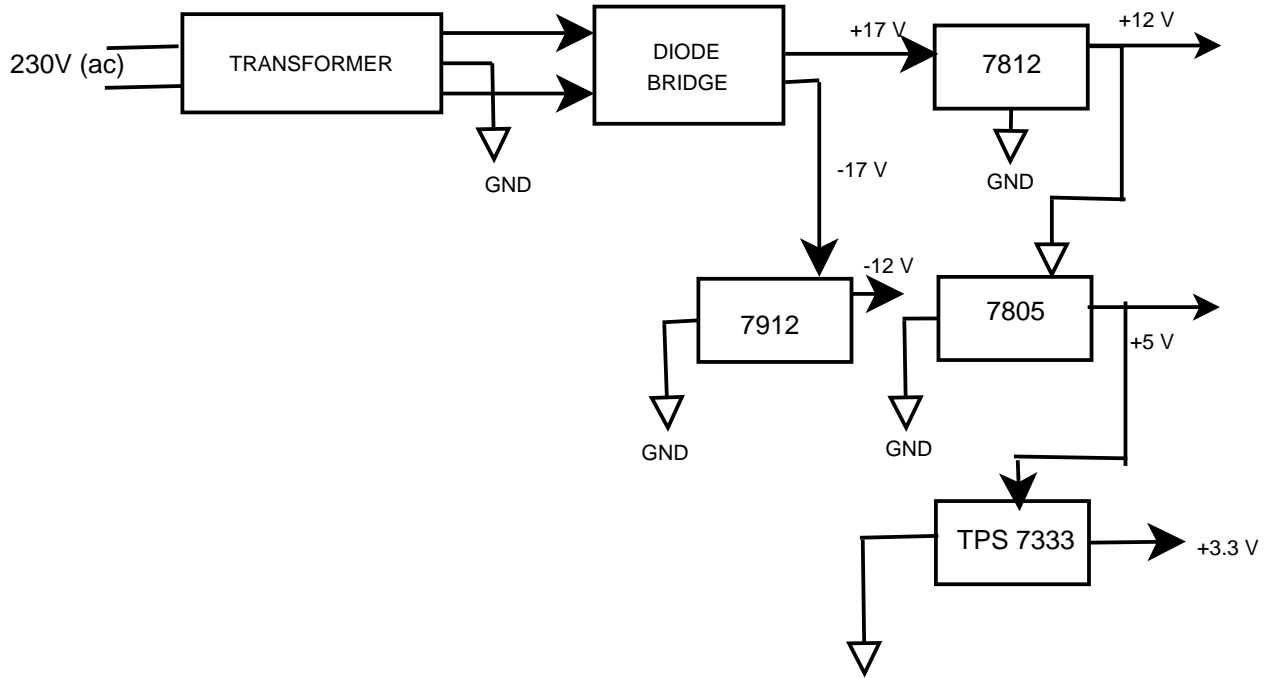 230V (ac)
TRANSFORMER
GND
DIODE
BRIDGE
+17 V
-17 V
7812
GND
+12 V
7912
-12 V
GND
7805
+5 V
GND
TPS 7333
+3.3 V